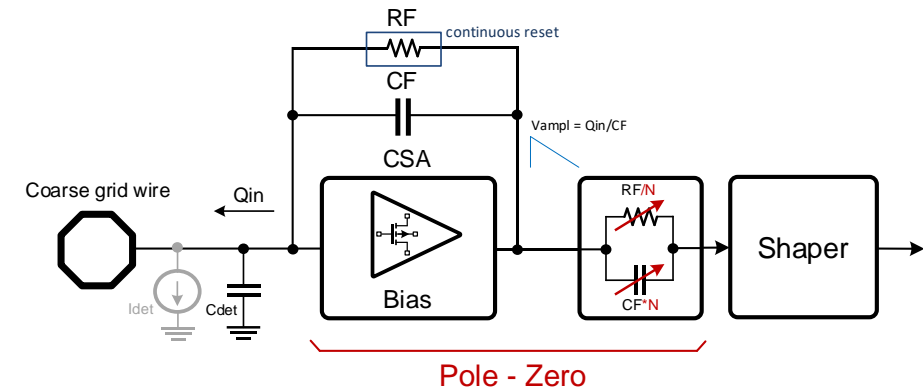 RF
continuous reset
CF
Vampl = Qin/CF
CSA
Coarse grid wire
Qin
RF/N
Shaper
Idet
Cdet
Bias
CF*N
Pole - Zero